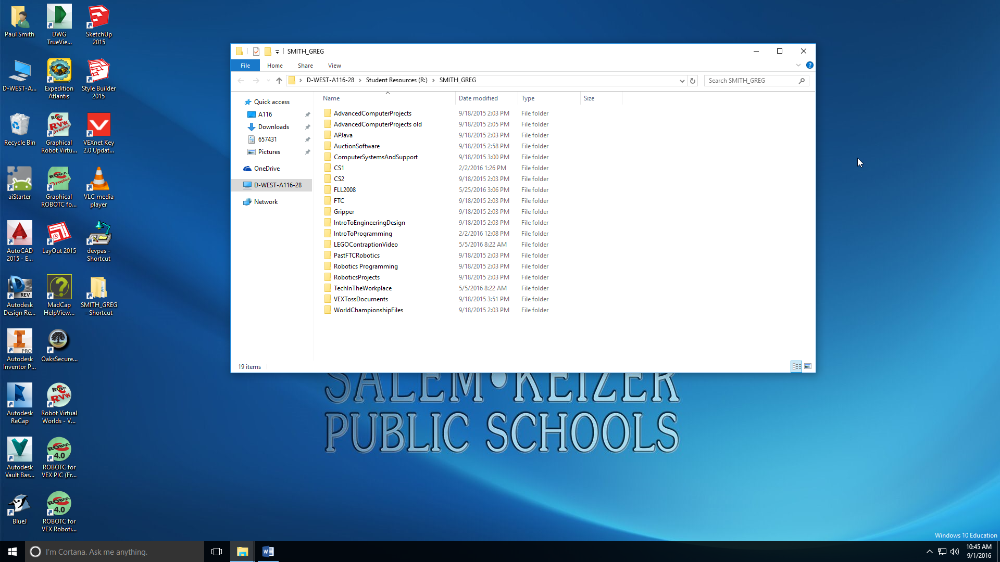 Paul Smith
DWG
TrueVie...
SketchUp
2015
D-WEST-A...
Expedition
Atlantis
Style Builder
2015
Recycle Bin
Graphical
Robot Virtu...
VEXnet Key
2.0 Updat...
aiStarter
Graphical
ROBOTC fo...
VLC media
player
AutoCAD
2015 - E...
LayOut 2015
devpas -
Shortcut
Autodesk
Design Re...
MadCap
HelpView...
SMITH_GREG
- Shortcut
Autodesk
Inventor P...
OaksSecure...
Autodesk
ReCap
Robot Virtual
Worlds - V...
Autodesk
Vault Bas...
ROBOTC for
VEX PIC (Fr...
BlueJ
ROBOTC for
VEX Roboti...
SMITH_GREG
File Home Share View
D-WEST-A116-28 > Student Resources (R:) > SMITH_GREG
Search SMITH_GREG
Quick access
A116
Downloads
657431
Pictures
OneDrive
D-WEST-A116-28
Network
Name Date modified Type Size
AdvancedComputerProjects 9/18/2015 2:03 PM File folder
AdvancedComputerProjects old 9/18/2015 2:05 PM File folder
APJava 9/18/2015 2:03 PM File folder
AuctionSoftware 9/18/2015 2:58 PM File folder
ComputerSystemsAndSupport 9/18/2015 3:00 PM File folder
CS1 2/2/2016 1:26 PM File folder
CS2 9/18/2015 2:03 PM File folder
FLL2008 5/25/2016 3:06 PM File folder
FTC 9/18/2015 2:03 PM File folder
Gripper 9/18/2015 2:03 PM File folder
IntroToEngineeringDesign 9/18/2015 2:03 PM File folder
IntroToProgramming 2/2/2016 12:08 PM File folder
LEGOContraptionVideo 5/5/2016 8:22 AM File folder
PastFTCRobotics 9/18/2015 2:03 PM File folder
Robotics Programming 9/18/2015 2:03 PM File folder
RoboticsProjects 9/18/2015 2:03 PM File folder
TechInTheWorkplace 5/5/2016 8:22 AM File folder
VEXTossDocuments 9/18/2015 3:51 PM File folder
WorldChampionshipFiles 9/18/2015 2:03 PM File folder
19 items
SALEM•KEIZER
PUBLIC SCHOOLS
Windows 10 Education
I'm Cortana. Ask me anything.
10:45 AM
9/1/2016